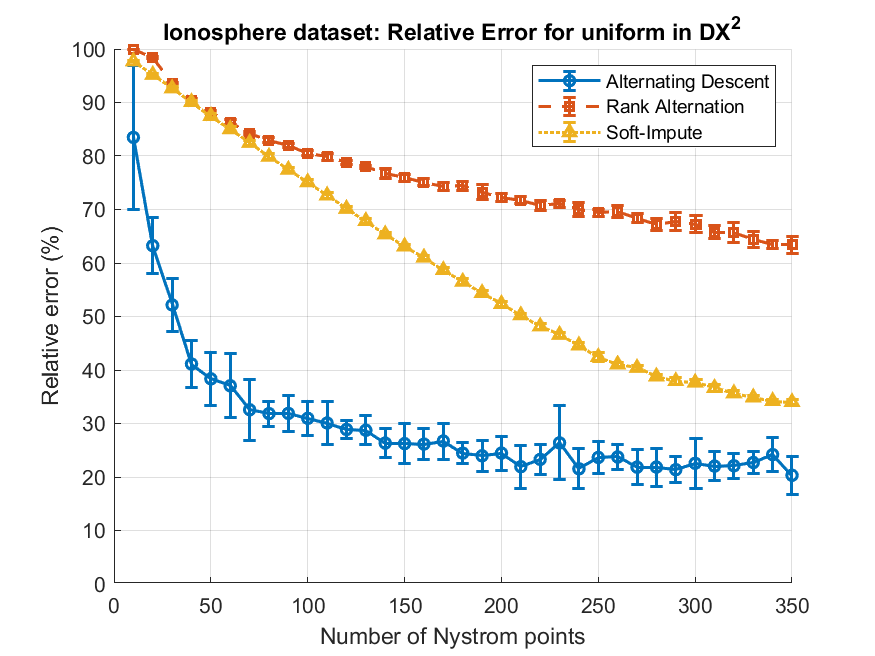 Ionosphere dataset: Relative Error for uniform in DX²
Alternating Descent
Rank Alternation
Soft-Impute
Relative error (%)
100
90
80
70
60
50
40
30
20
10
0
0 50 100 150 200 250 300 350
Number of Nystrom points